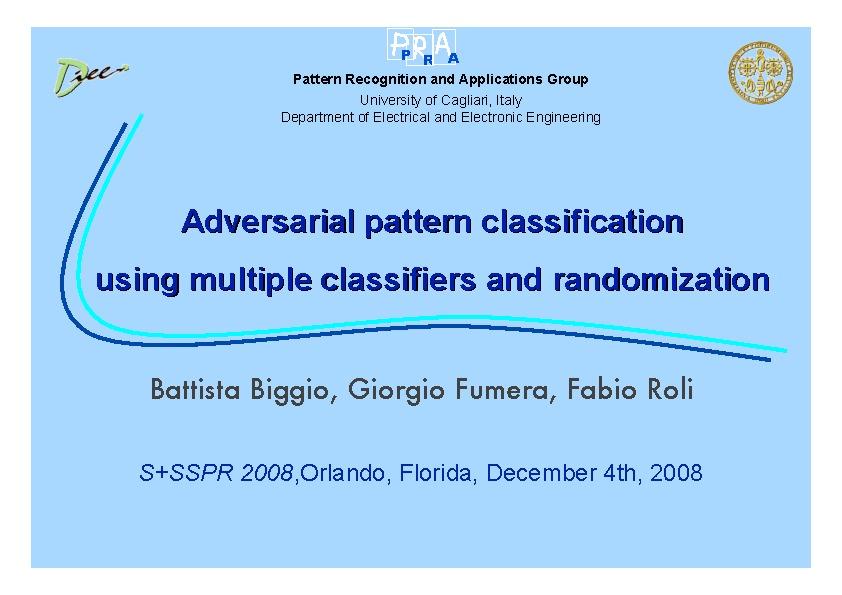 P R A
P R A
Diee
Pattern Recognition and Applications Group
University of Cagliari, Italy
Department of Electrical and Electronic Engineering
Adversarial pattern classification
using multiple classifiers and randomization
Battista Biggio, Giorgio Fumera, Fabio Roli
S+SSPR 2008,Orlando, Florida, December 4th, 2008